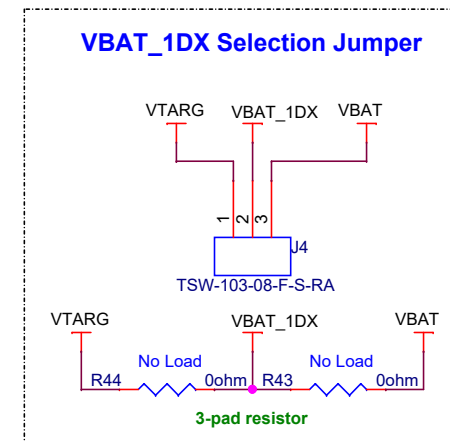 VBAT_1DX Selection Jumper
VTARG VBAT_1DX VBAT
1 2 3
J4
TSW-103-08-F-S-RA
VTARG VBAT_1DX VBAT
No Load No Load
R44 0ohm R43 0ohm
3-pad resistor